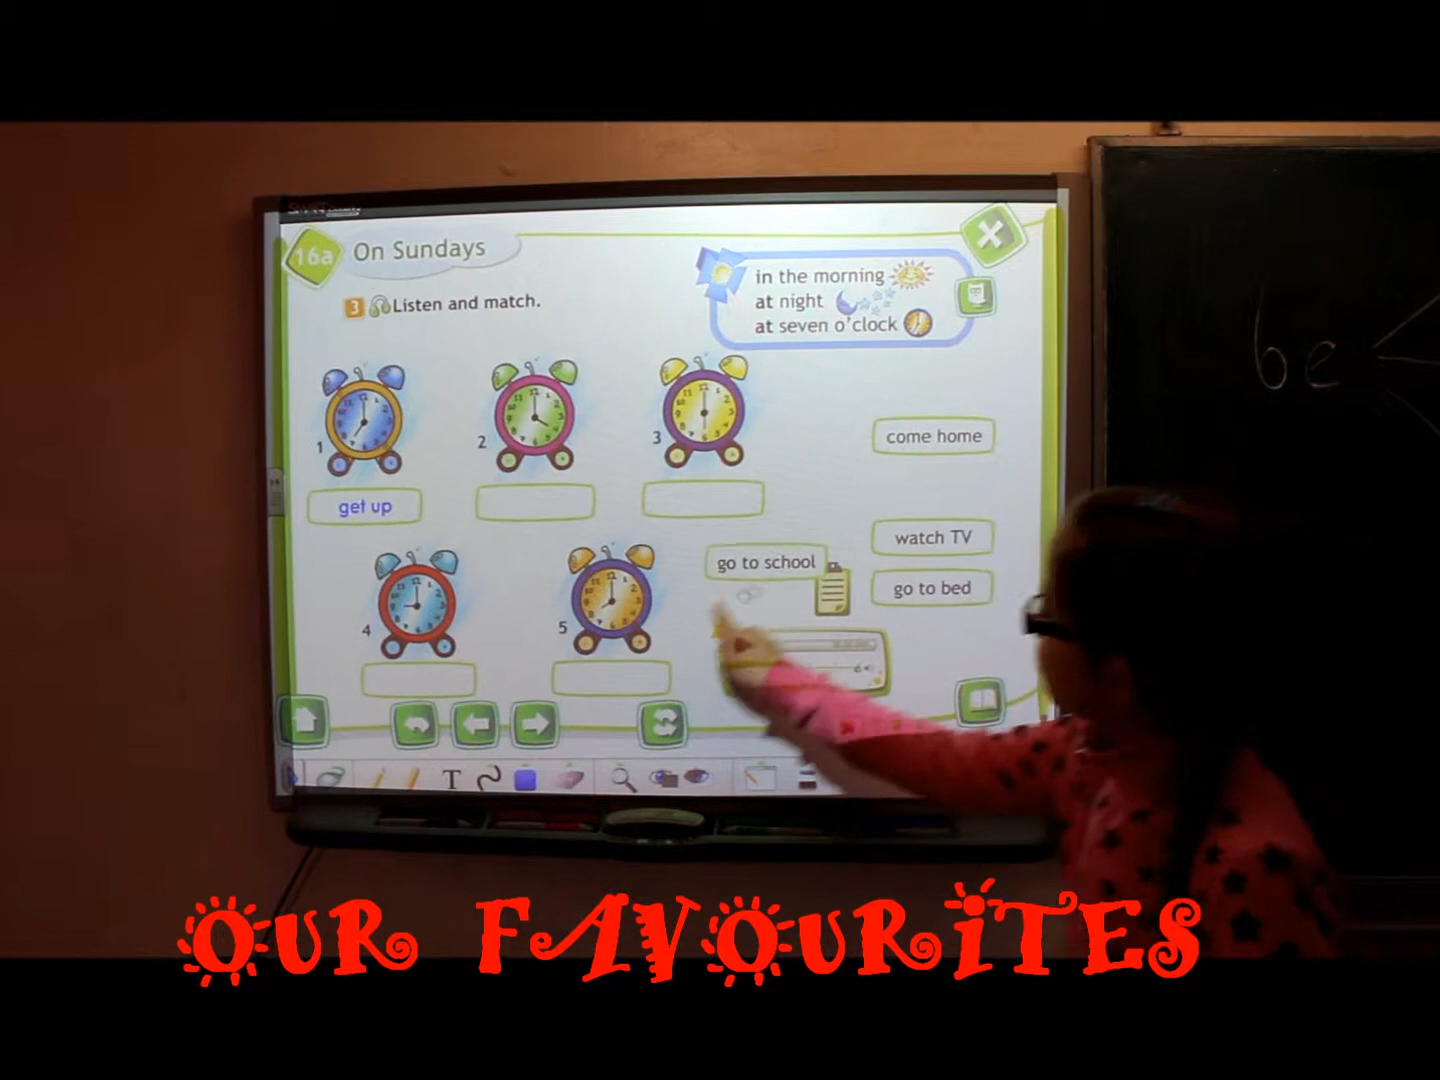 SMART
16a
On Sundays
3 Listen and match.
in the morning
at night
at seven o'clock
1
2
3
come home
get up
watch TV
go to school
go to bed
4
5
T
be
OUR FAVOURITES